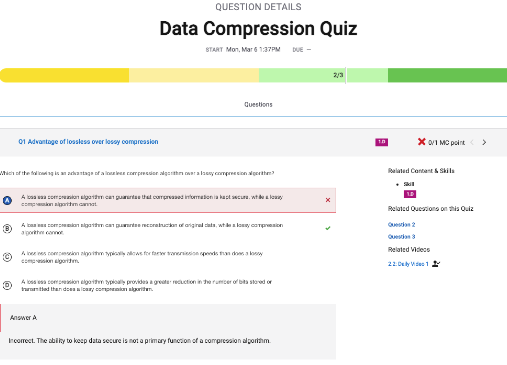 QUESTION DETAILS
Data Compression Quiz
START Mon, Mar 6 1:37PM DUE —
2/3
Questions
Q1 Advantage of lossless over lossy compression
1.D
0/1 MC point
Which of the following is an advantage of a lossless compression algorithm over a lossy compression algorithm?
A
A lossless compression algorithm can guarantee that compressed information is kept secure, while a lossy
compression algorithm cannot.
B
A lossless compression algorithm can guarantee reconstruction of original data, while a lossy compression
algorithm cannot.
C
A lossless compression algorithm typically allows for faster transmission speeds than does a lossy
compression algorithm.
D
A lossless compression algorithm typically provides a greater reduction in the number of bits stored or
transmitted than does a lossy compression algorithm.
Answer A
Incorrect. The ability to keep data secure is not a primary function of a compression algorithm.
Related Content & Skills
Skill
1.D
Related Questions on this Quiz
Question 2
Question 3
Related Videos
2.2: Daily Video 1